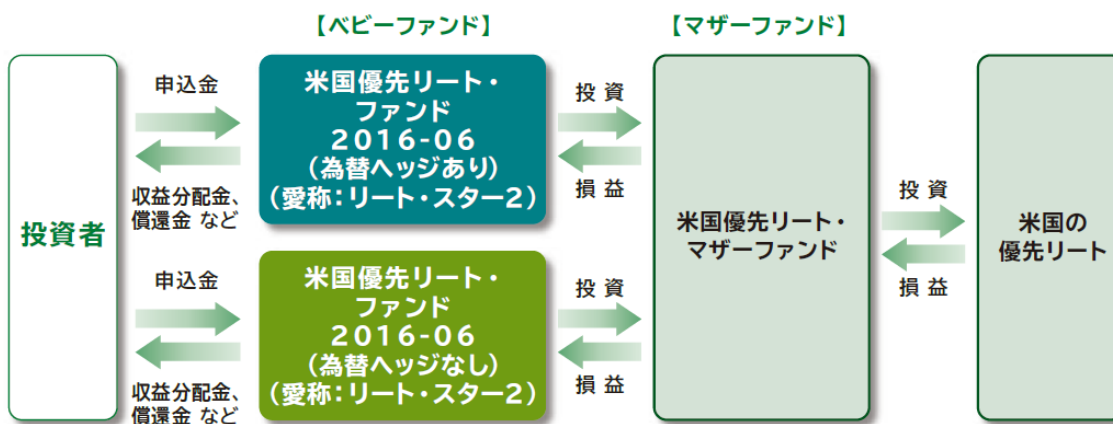 【ベビーファンド】
【マザーファンド】
投資者
申込金
収益分配金、
償還金 など
米国優先リート・
ファンド
2016-06
(為替ヘッジあり)
(愛称:リート・スター2)
投 資
損 益
申込金
収益分配金、
償還金 など
米国優先リート・
ファンド
2016-06
(為替ヘッジなし)
(愛称:リート・スター2)
投 資
損 益
米国優先リート・
マザーファンド
投 資
損 益
米国の
優先リート